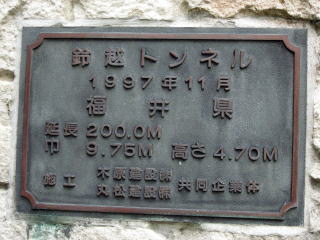 鈴越トンネル
1997年11月
福井県
延長 200.0M
巾 9.75M 高さ 4.70M
施工 木原建設㈱ 共同企業体
丸松建設㈱